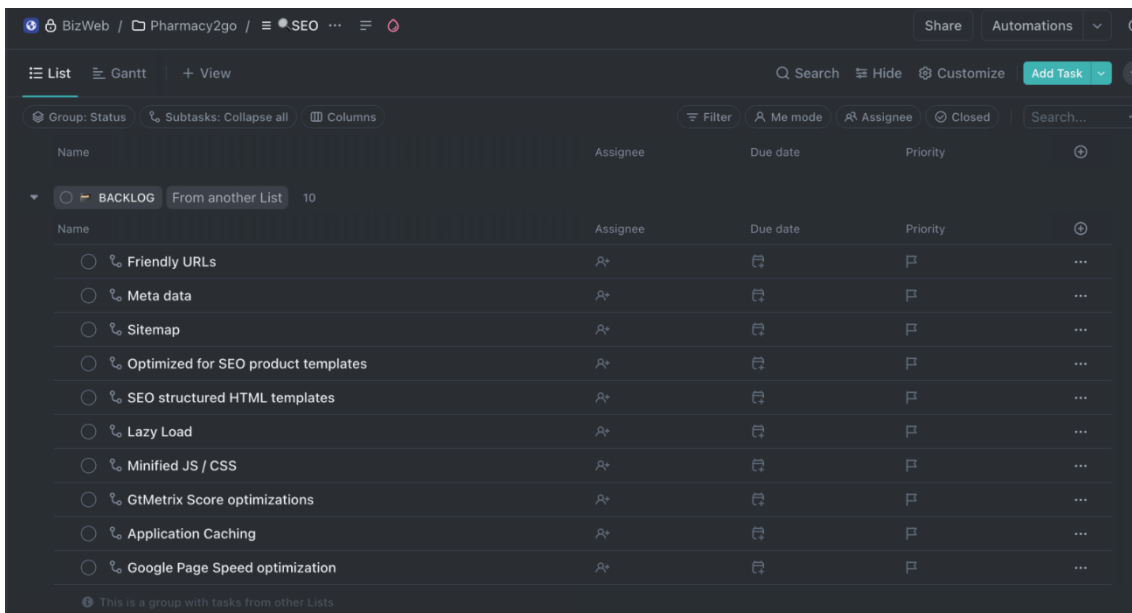 BizWeb / Pharmacy2go / SEO ...
Share
Automations
List
Gantt
+ View
Search
Hide
Customize
Add Task
Group: Status
Subtasks: Collapse all
Columns
Filter
Me mode
Assignee
Closed
Search...
Name Assignee Due date Priority
BACKLOG From another List 10
Name Assignee Due date Priority
Friendly URLs
Meta data
Sitemap
Optimized for SEO product templates
SEO structured HTML templates
Lazy Load
Minified JS / CSS
GtMetrix Score optimizations
Application Caching
Google Page Speed optimization
This is a group with tasks from other Lists